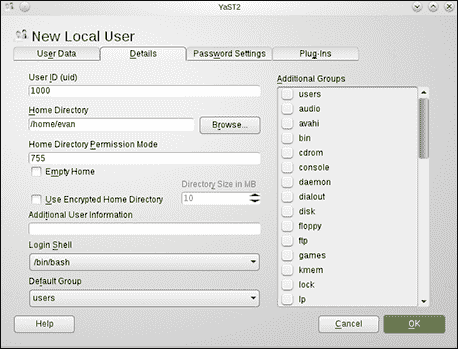 YaST2
New Local User
User Data
Details
Password Settings
Plug-Ins
User ID (uid)
1000
Home Directory
/home/evan
Browse...
Home Directory Permission Mode
755
Empty Home
Directory Size in MB
Use Encrypted Home Directory
10
Additional User Information
Login Shell
/bin/bash
Default Group
users
Additional Groups
users
audio
avahi
bin
cdrom
console
daemon
dialout
disk
floppy
ftp
games
kmem
lock
lp
Help
Cancel
OK